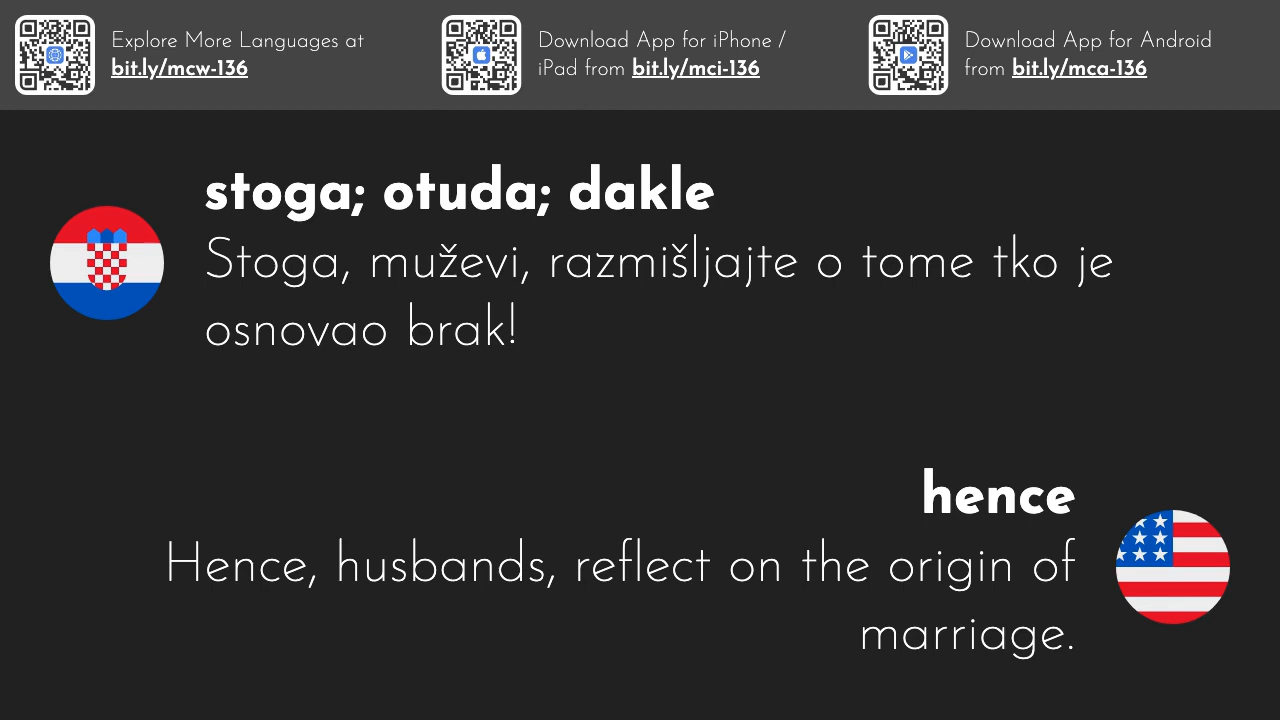 Explore More Languages at
bit.ly/mcw-136
Download App for iPhone /
iPad from bit.ly/mci-136
Download App for Android
from bit.ly/mca-136
stoga; otuda; dakle
Stoga, muževi, razmišljajte o tome tko je
osnovao brak!
hence
Hence, husbands, reflect on the origin of
marriage.